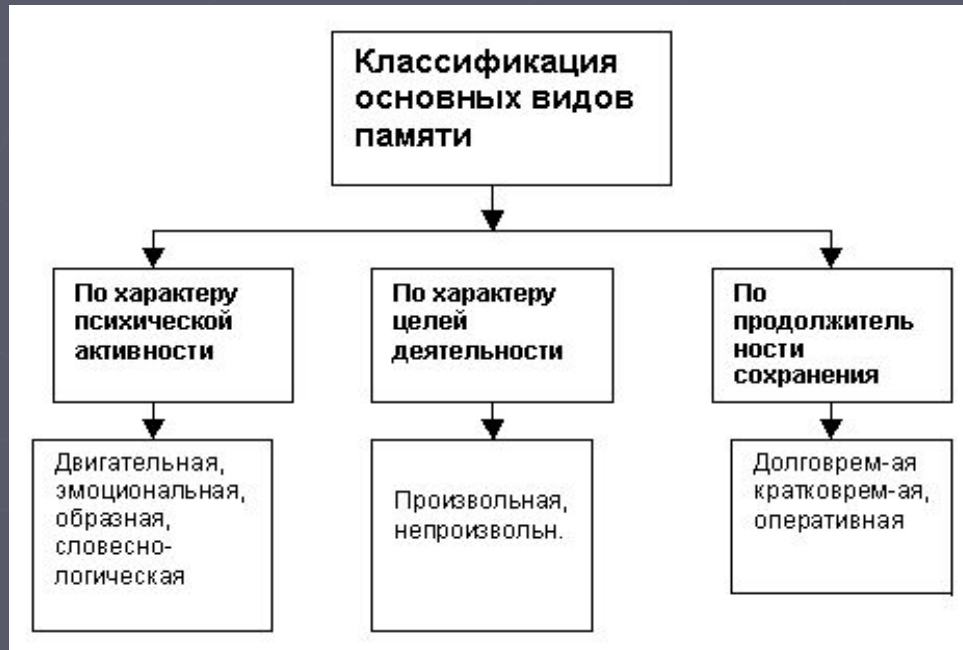 Классификация
основных видов
памяти
По характеру
психической
активности
По характеру
целей
деятельности
По
продолжитель
ности
сохранения
Двигательная,
эмоциональная,
образная,
словесно-
логическая
Произвольная,
непроизвольн.
Долговрем-ая
кратковрем-ая,
оперативная